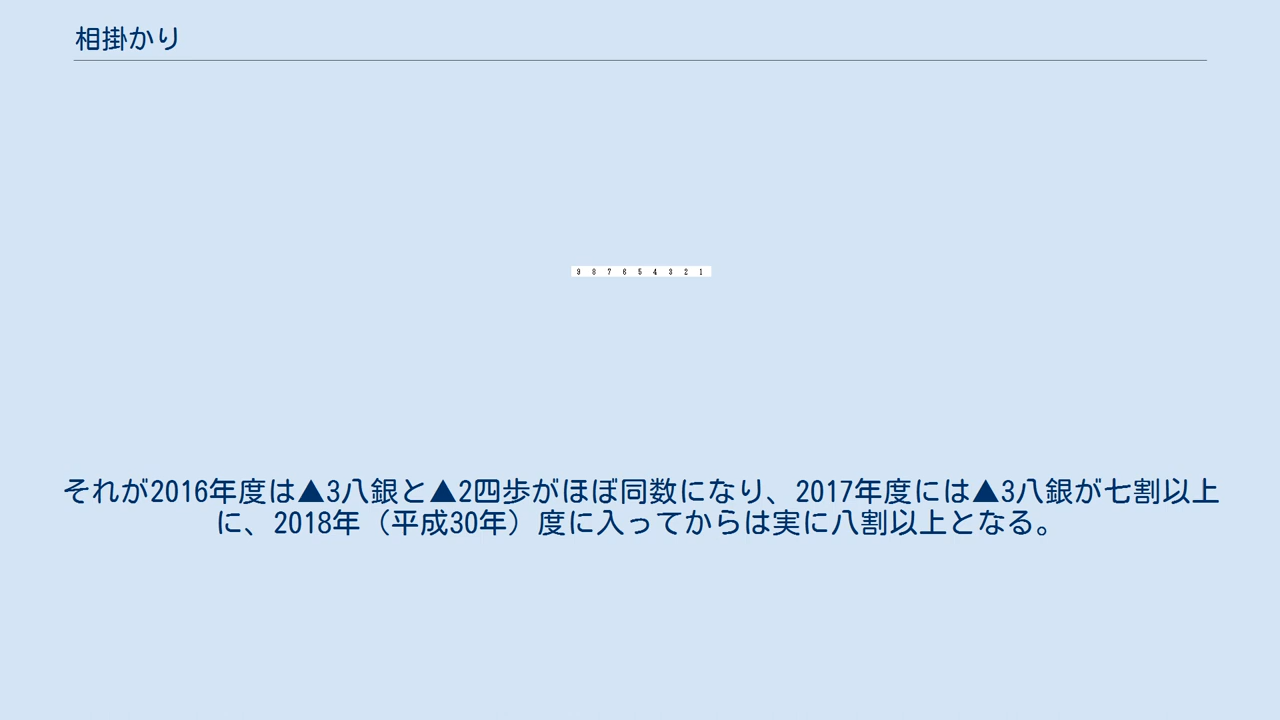 相掛かり
9 8 7 6 5 4 3 2 1
それが2016年度は▲3八銀と▲2四歩がほぼ同数になり、2017年度には▲3八銀が七割以上
に、2018年（平成30年）度に入ってからは実に八割以上となる。